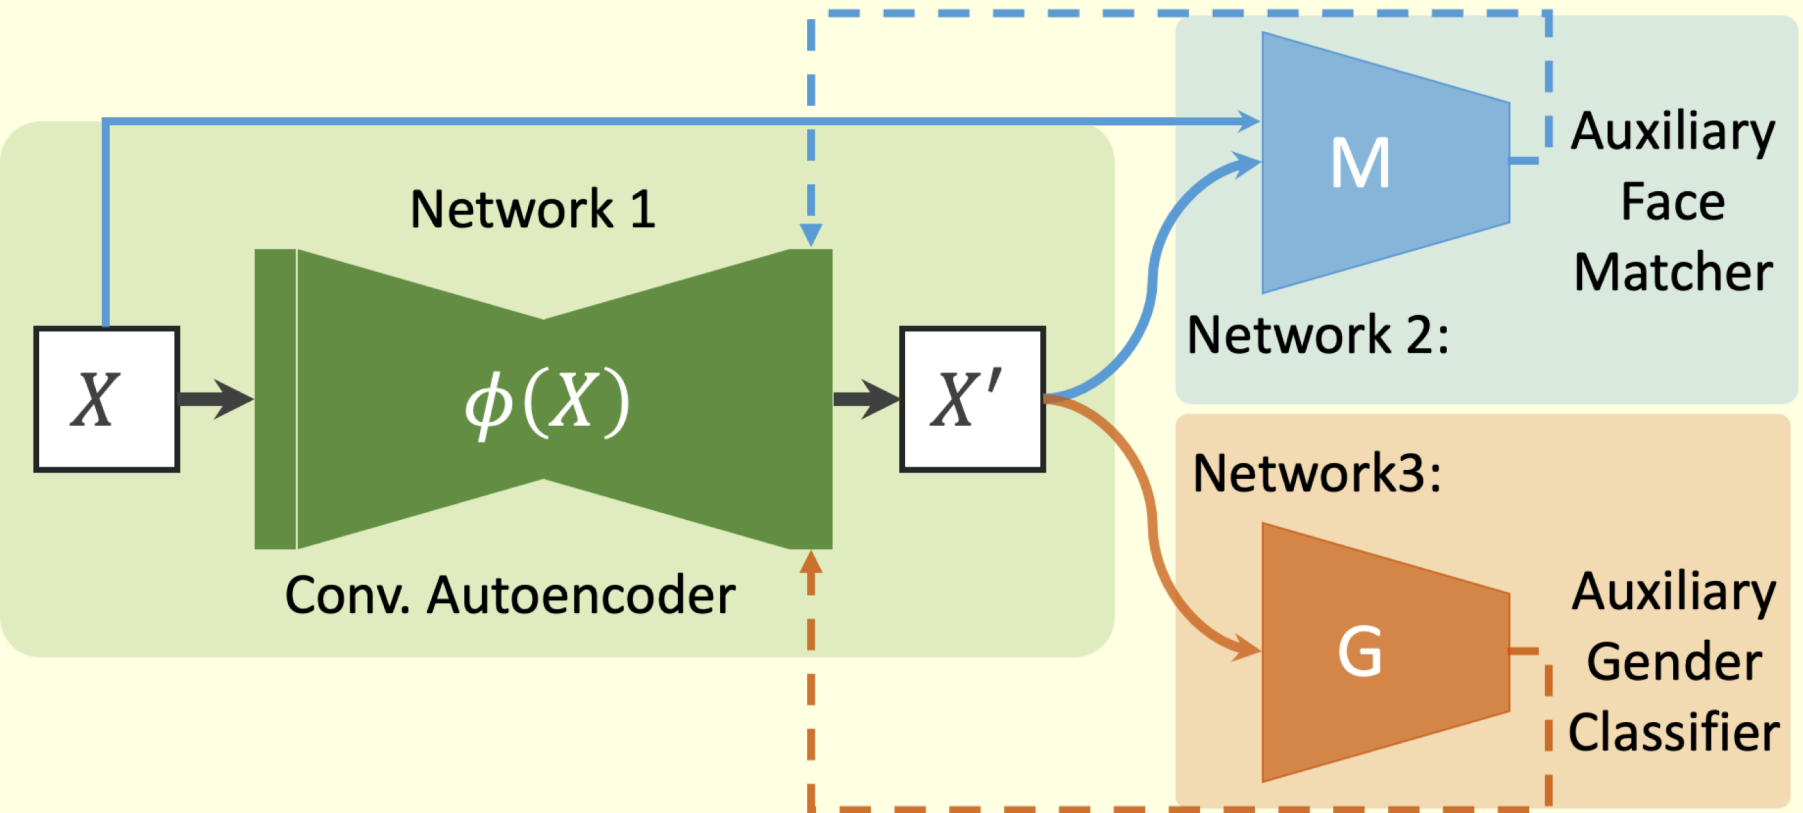 Network 1
X
ϕ(X)
X′
Conv. Autoencoder
M
Auxiliary
Face
Matcher
Network 2:
Network3:
G
Auxiliary
Gender
Classifier